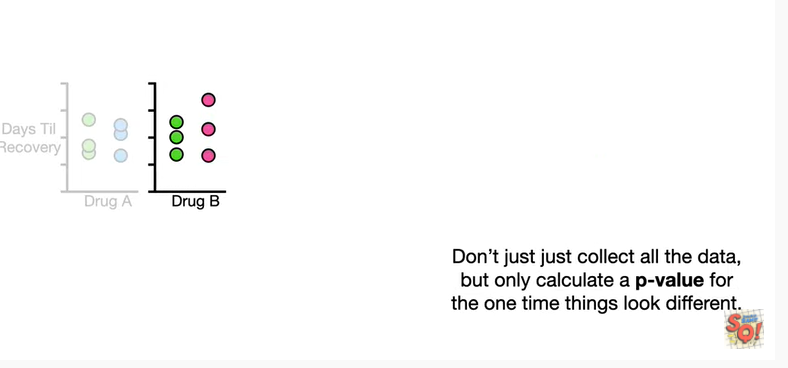 Days Til
Recovery
Drug A
Drug B
Don't just just collect all the data,
but only calculate a p-value for
the one time things look different.
SQ!